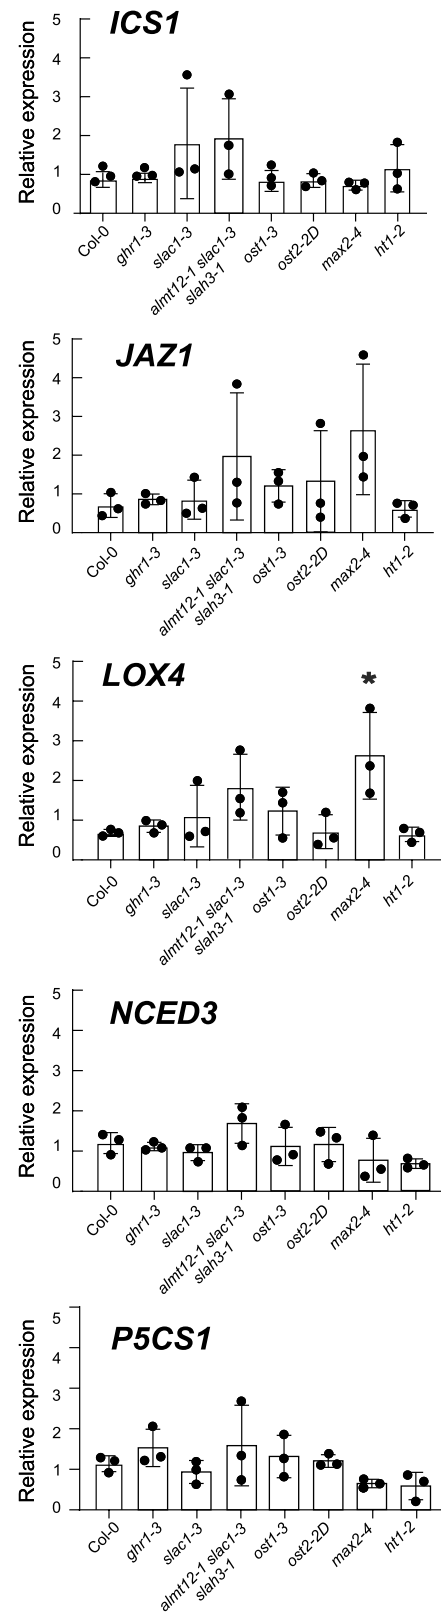 ICS1
Relative expression
5
4
3
2
1
0
Col-0
ghr1-3
slac1-3
almt12-1 slac1-3
slah3-1
ost1-3
ost2-2D
max2-4
ht1-2
JAZ1
Relative expression
5
4
3
2
1
0
Col-0
ghr1-3
slac1-3
almt12-1 slac1-3
slah3-1
ost1-3
ost2-2D
max2-4
ht1-2
LOX4
*
Relative expression
5
4
3
2
1
0
Col-0
ghr1-3
slac1-3
almt12-1 slac1-3
slah3-1
ost1-3
ost2-2D
max2-4
ht1-2
NCED3
Relative expression
5
4
3
2
1
0
Col-0
ghr1-3
slac1-3
almt12-1 slac1-3
slah3-1
ost1-3
ost2-2D
max2-4
ht1-2
P5CS1
Relative expression
5
4
3
2
1
0
Col-0
ghr1-3
slac1-3
almt12-1 slac1-3
slah3-1
ost1-3
ost2-2D
max2-4
ht1-2